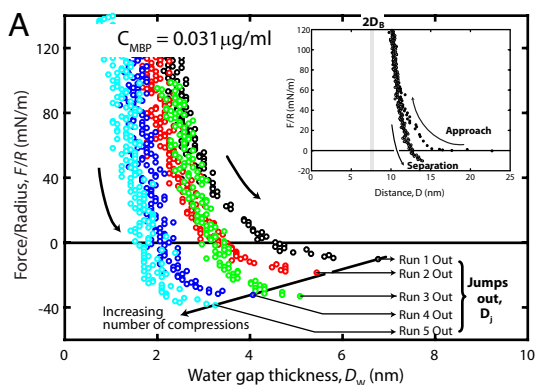 A
C_MBP = 0.031µg/ml
Force/Radius, F/R (mN/m)
120
80
40
0
-40
-80
0
2
4
6
8
10
Water gap thickness, D_w (nm)
Increasing
number of compressions
Run 1 Out
Run 2 Out
Run 3 Out
Run 4 Out
Run 5 Out
Jumps
out,
D_j
2D_B
F/R (mN/m)
120
100
80
60
40
20
0
-20
0
5
10
15
20
25
Distance, D (nm)
Approach
Separation